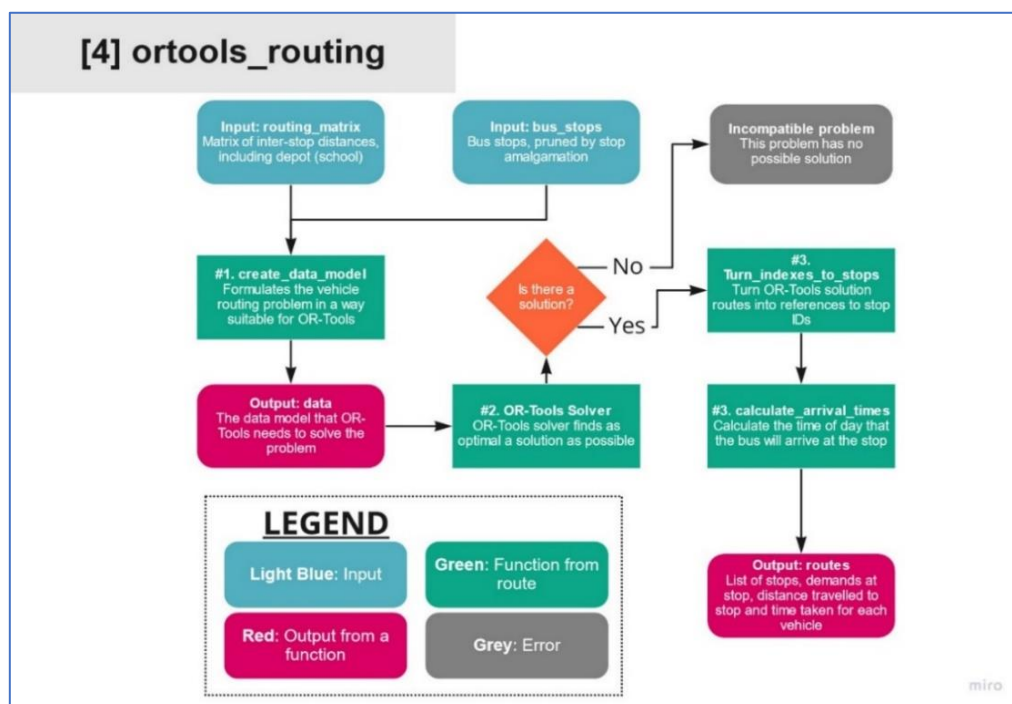 [4] ortools_routing
Input: routing_matrix
Matrix of inter-stop distances,
including depot (school)
Input: bus_stops
Bus stops, pruned by stop
amalgamation
Incompatible problem
This problem has no
possible solution
#1. create_data_model
Formulates the vehicle
routing problem in a way
suitable for OR-Tools
Is there a
solution?
No
Yes
#3.
Turn_indexes_to_stops
Turn OR-Tools solution
routes into references to stop
IDs
Output: data
The data model that OR-
Tools needs to solve the
problem
#2. OR-Tools Solver
OR-Tools solver finds as
optimal a solution as possible
#3. calculate_arrival_times
Calculate the time of day that
the bus will arrive at the stop
LEGEND
Light Blue: Input
Green: Function from
route
Red: Output from a
function
Grey: Error
Output: routes
List of stops, demands at
stop, distance travelled to
stop and time taken for each
vehicle
miro